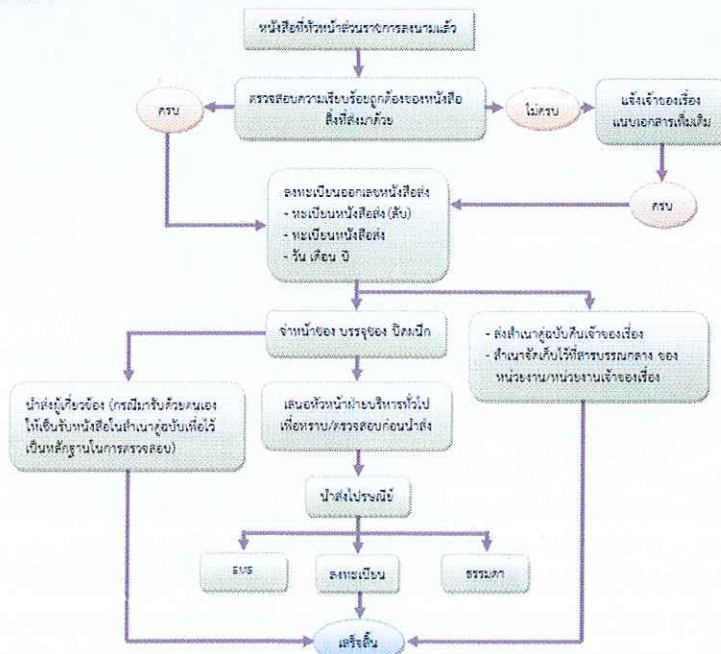 หนังสือที่หัวหน้าส่วนราชการลงนามแล้ว
ครบ
ตรวจสอบความเรียบร้อยถูกต้องของหนังสือ
สิ่งที่ส่งมาด้วย
ไม่ครบ
แจ้งเจ้าของเรื่อง
แนบเอกสารเพิ่มเติม
ครบ
ลงทะเบียนออกเลขหนังสือส่ง
- ทะเบียนหนังสือส่ง (ลับ)
- ทะเบียนหนังสือส่ง
- วัน เดือน ปี
จ่าหน้าซอง บรรจุซอง ปิดผนึก
- ส่งสำเนาคู่ฉบับคืนเจ้าของเรื่อง
- สำเนาจัดเก็บไว้ที่สารบรรณกลาง ของ
หน่วยงาน/หน่วยงานเจ้าของเรื่อง
นำส่งผู้เกี่ยวข้อง (กรณีมารับด้วยตนเอง
ให้เซ็นรับหนังสือในสำเนาคู่ฉบับเพื่อไว้
เป็นหลักฐานในการตรวจสอบ)
เสนอหัวหน้าฝ่ายบริหารทั่วไป
เพื่อทราบ/ตรวจสอบก่อนนำส่ง
นำส่งไปรษณีย์
EMS
ลงทะเบียน
ธรรมดา
เสร็จสิ้น